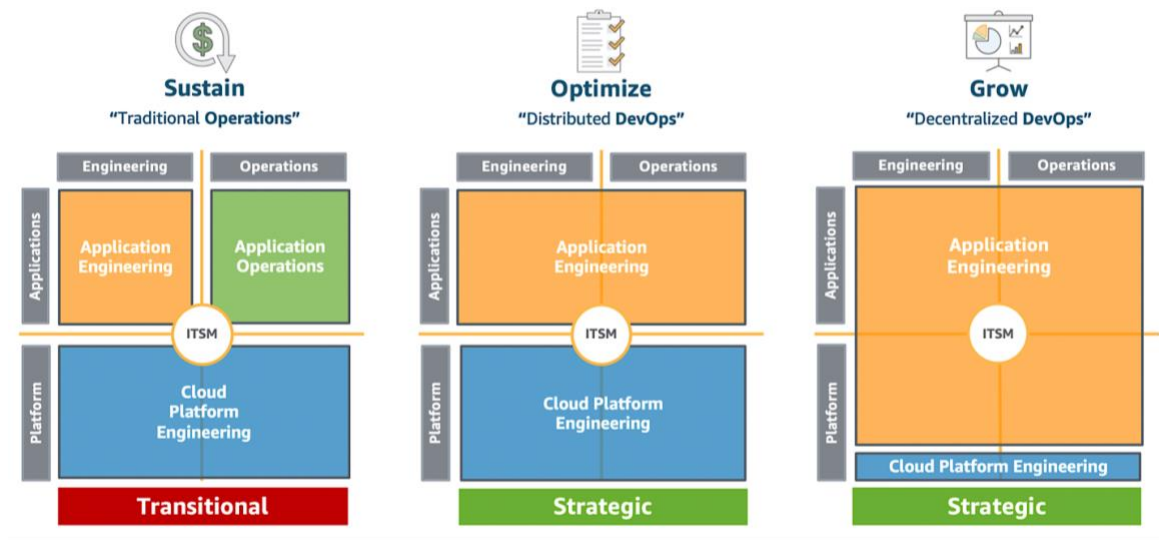 $
Sustain
“Traditional Operations”
Engineering
Operations
Applications
Application
Engineering
Application
Operations
ITSM
Platform
Cloud
Platform
Engineering
Transitional
Optimize
“Distributed DevOps”
Engineering
Operations
Applications
Application
Engineering
ITSM
Platform
Cloud Platform
Engineering
Strategic
Grow
“Decentralized DevOps”
Engineering
Operations
Applications
Application
Engineering
ITSM
Platform
Cloud Platform Engineering
Strategic